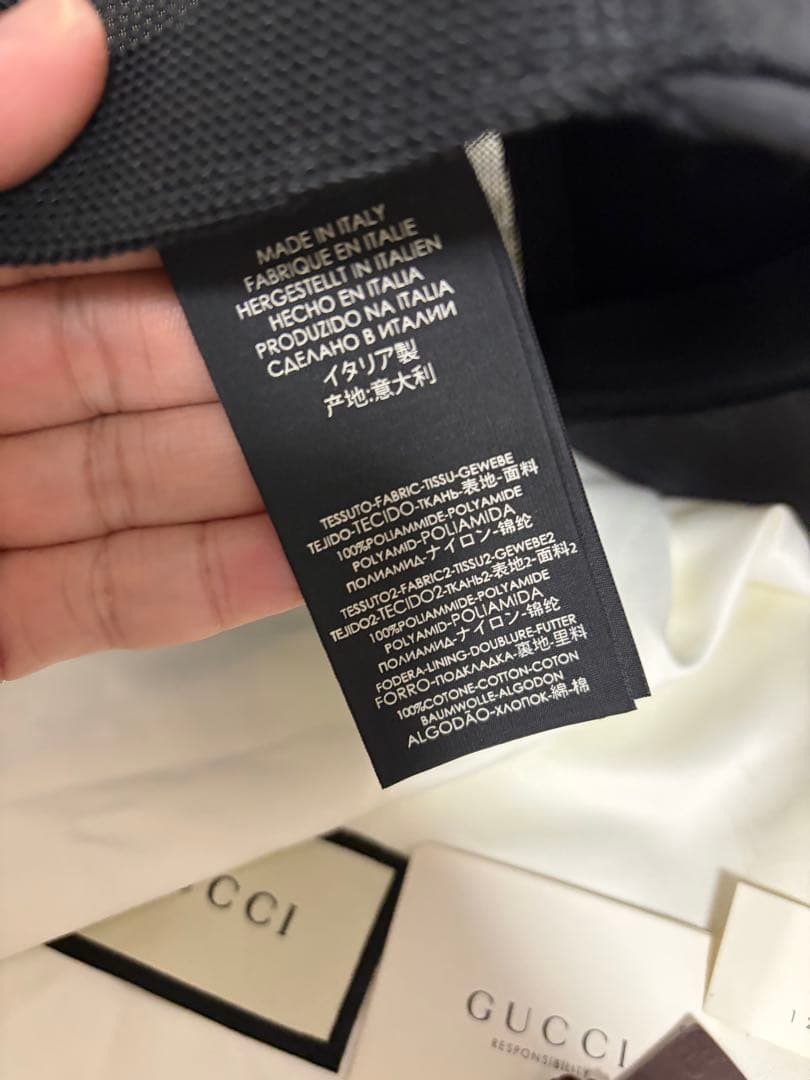 MADE IN ITALY
FABRIQUE EN ITALIE
HERGESTELLT IN ITALIEN
HECHO EN ITALIA
PRODUZIDO NA ITALIA
СДЕЛАНО В ИТАЛИИ
イタリア製
产地:意大利
TESSUTO-FABRIC-TISSU-GEWEBE
TEJIDO-TECIDO-ТКАНЬ-表地-面料
100%POLIAMMIDE-POLYAMIDE
POLYAMID-POLIAMIDA
ПОЛИАМИД-ナイロン-锦纶
TESSUTO2-FABRIC2-TISSU2-GEWEBE2
TEJIDO2-TECIDO2-ТКАНЬ2-表地2-面料2
100%POLIAMMIDE-POLYAMIDE
POLYAMID-POLIAMIDA
ПОЛИАМИД-ナイロン-锦纶
FODERA-LINING-DOUBLURE-FUTTER
FORRO-ПОДКЛАДКА-裏地-里料
100%COTONE-COTTON-COTON
BAUMWOLLE-ALGODON
ALGODÃO-ХЛОПОК-綿-棉
GUCCI
RESPONSIBILITY